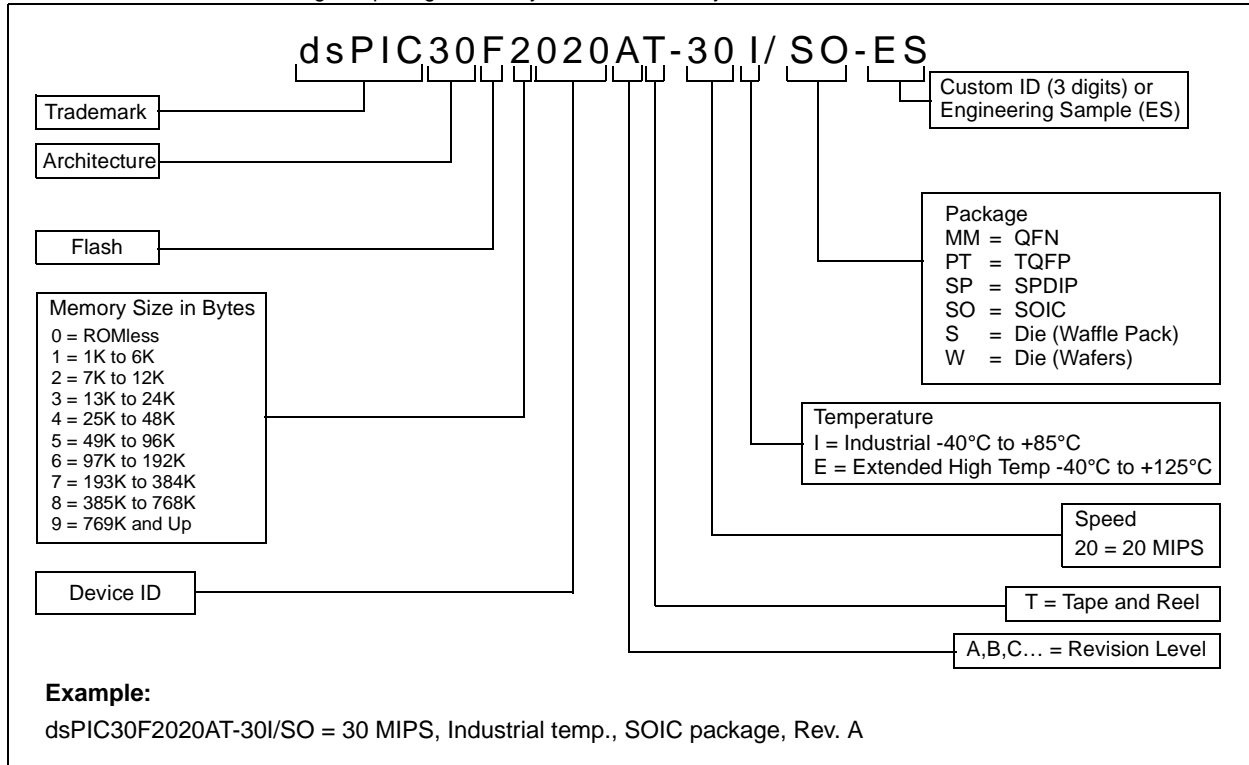 dsPIC30F2020AT-30I/SO-ES
Trademark
Architecture
Flash
Memory Size in Bytes
0 = ROMless
1 = 1K to 6K
2 = 7K to 12K
3 = 13K to 24K
4 = 25K to 48K
5 = 49K to 96K
6 = 97K to 192K
7 = 193K to 384K
8 = 385K to 768K
9 = 769K and Up
Device ID
Custom ID (3 digits) or
Engineering Sample (ES)
Package
MM = QFN
PT = TQFP
SP = SPDIP
SO = SOIC
S = Die (Waffle Pack)
W = Die (Wafers)
Temperature
I = Industrial -40°C to +85°C
E = Extended High Temp -40°C to +125°C
Speed
20 = 20 MIPS
T = Tape and Reel
A,B,C… = Revision Level
Example:
dsPIC30F2020AT-30I/SO = 30 MIPS, Industrial temp., SOIC package, Rev. A